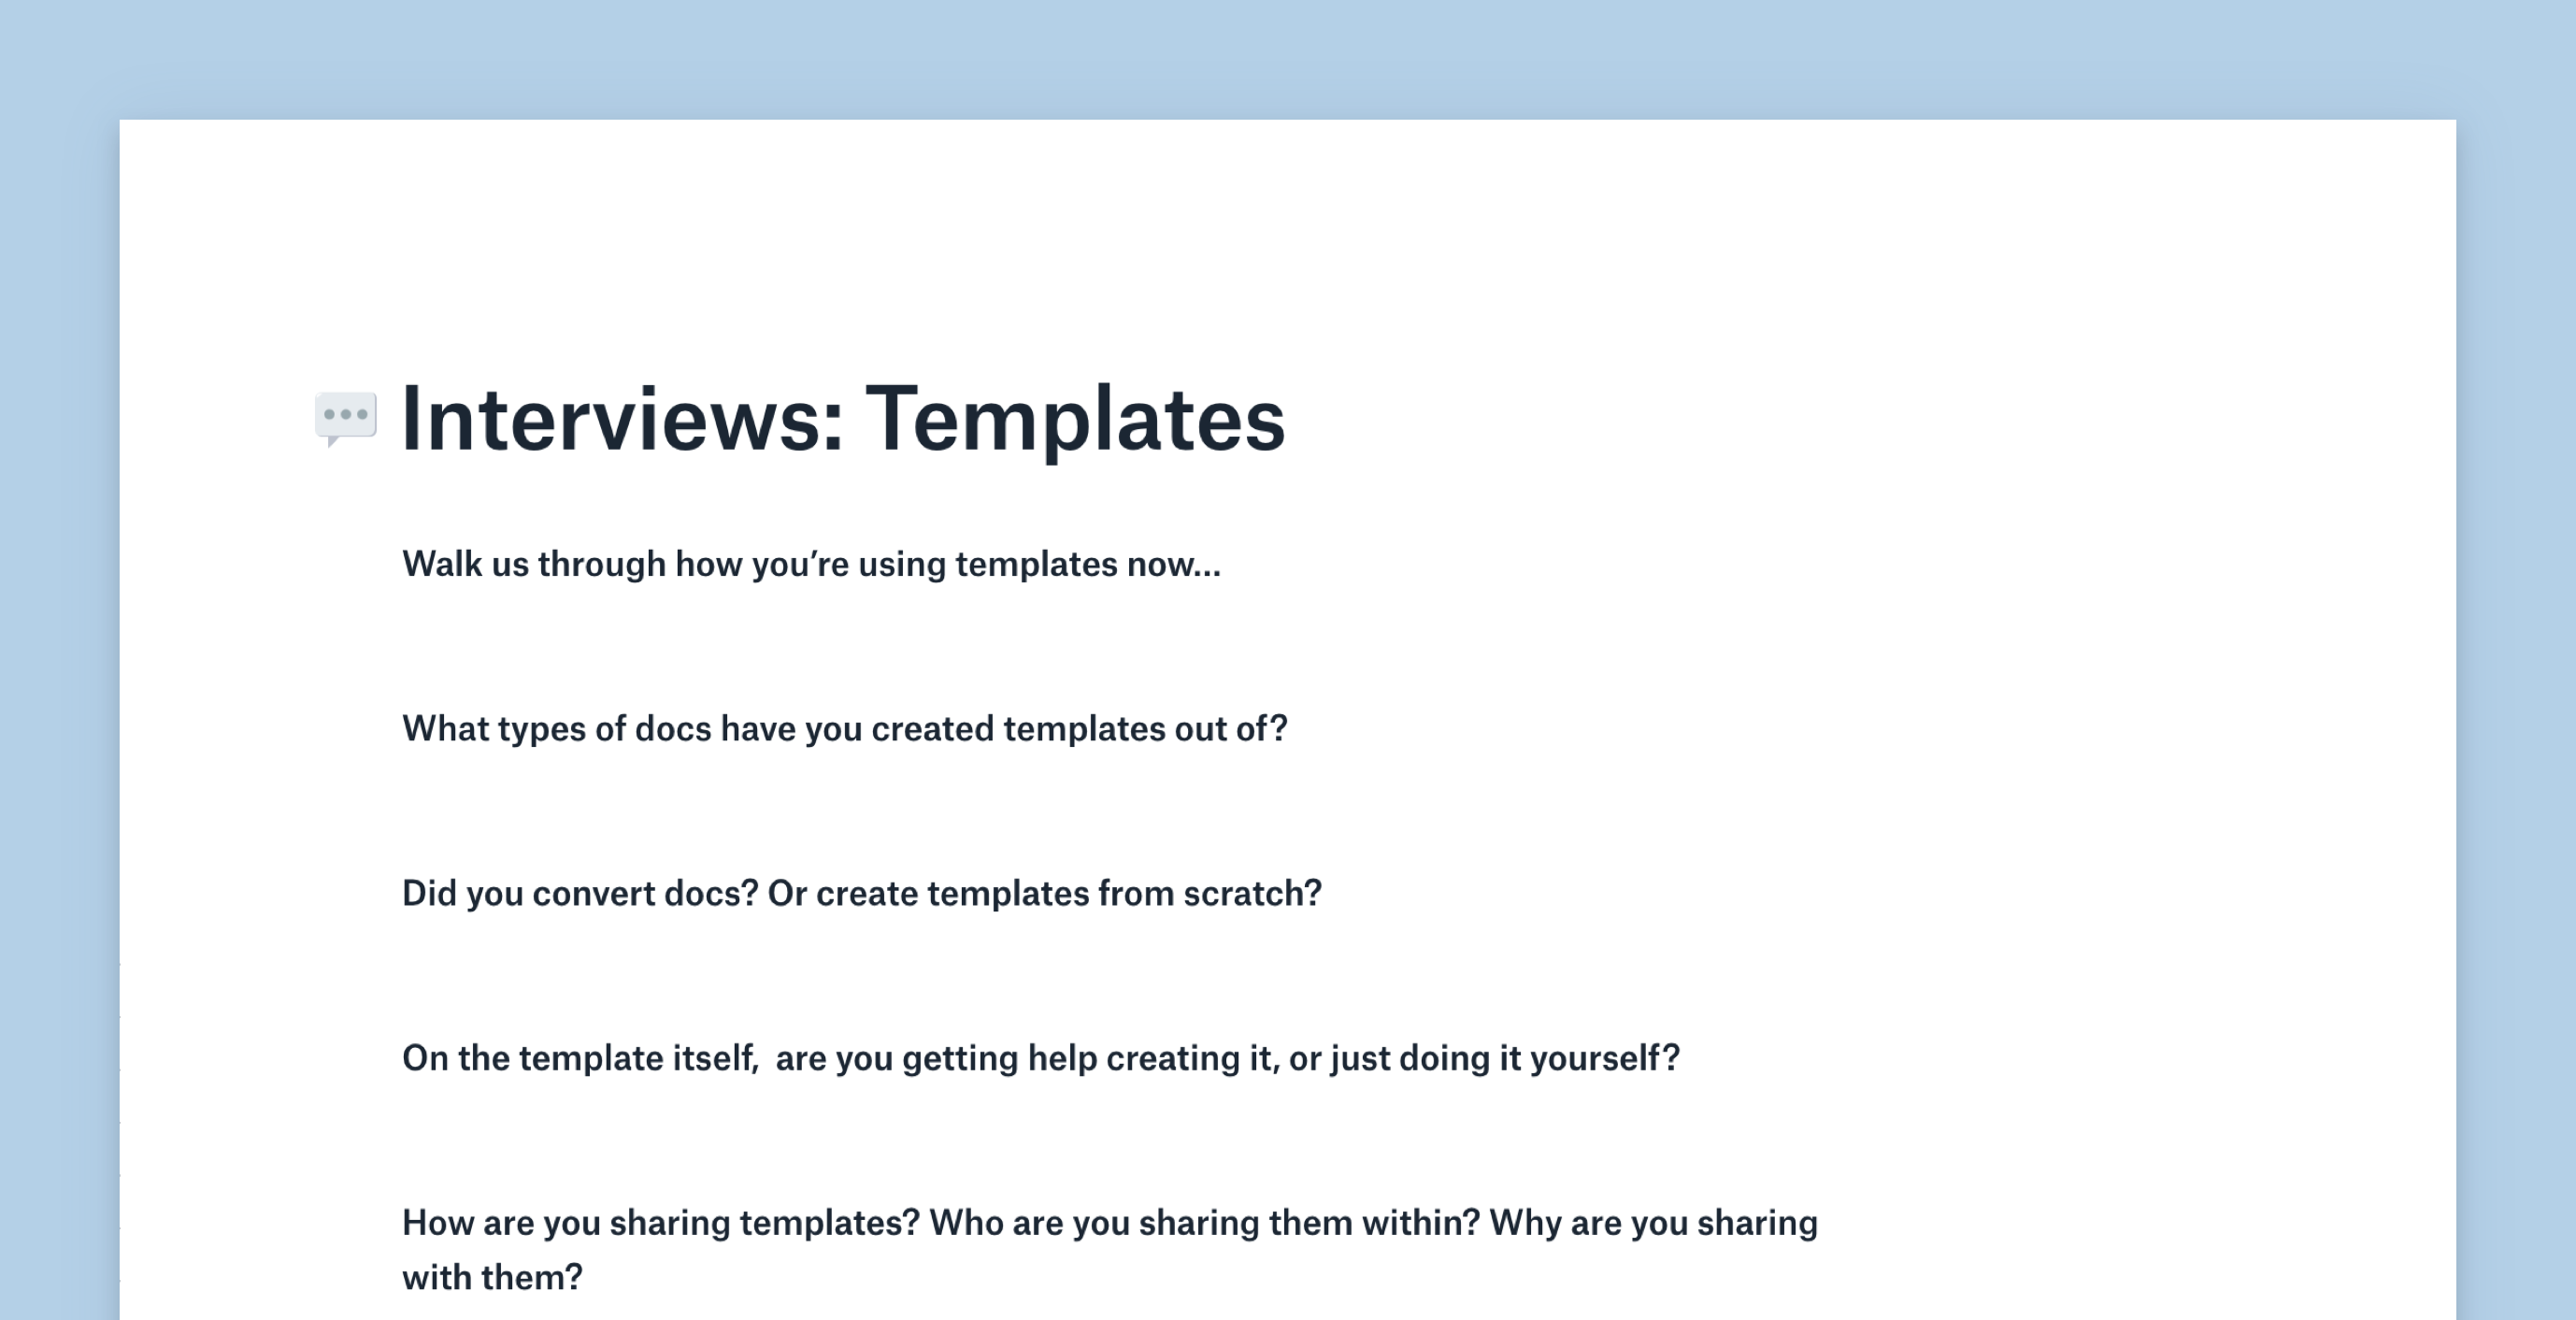 Interviews: Templates
Walk us through how you’re using templates now...
What types of docs have you created templates out of?
Did you convert docs? Or create templates from scratch?
On the template itself,  are you getting help creating it, or just doing it yourself?
How are you sharing templates? Who are you sharing them within? Why are you sharing
with them?